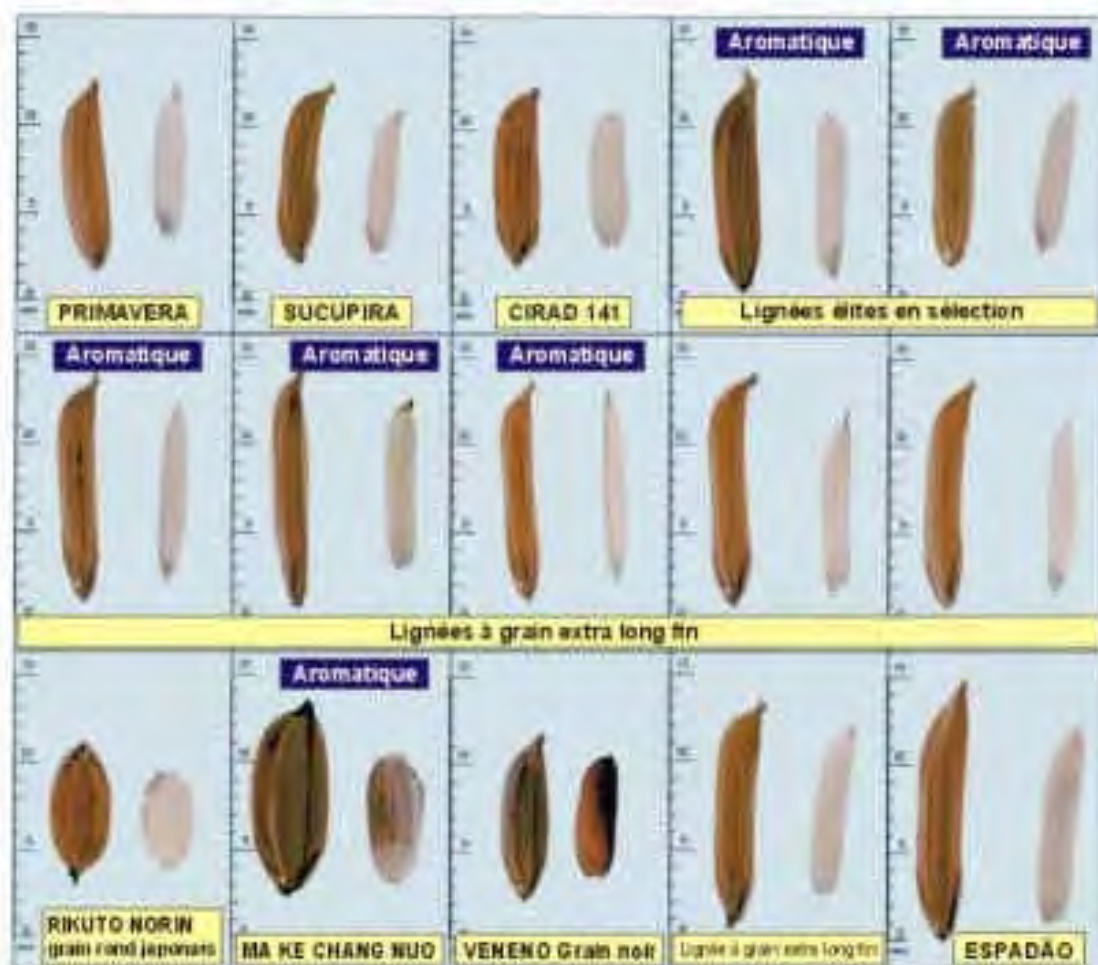 Aromatique
Aromatique
PRIMAVERA
SUCUPIRA
CIRAD 141
Lignées élites en sélection
Aromatique
Aromatique
Aromatique
Lignées à grain extra long fin
Aromatique
RIKUTO NORIN
grain rond japonais
MA KE CHANG NUO
VENENO Grain noir
Lignée à grain extra long fin
ESPADÃO